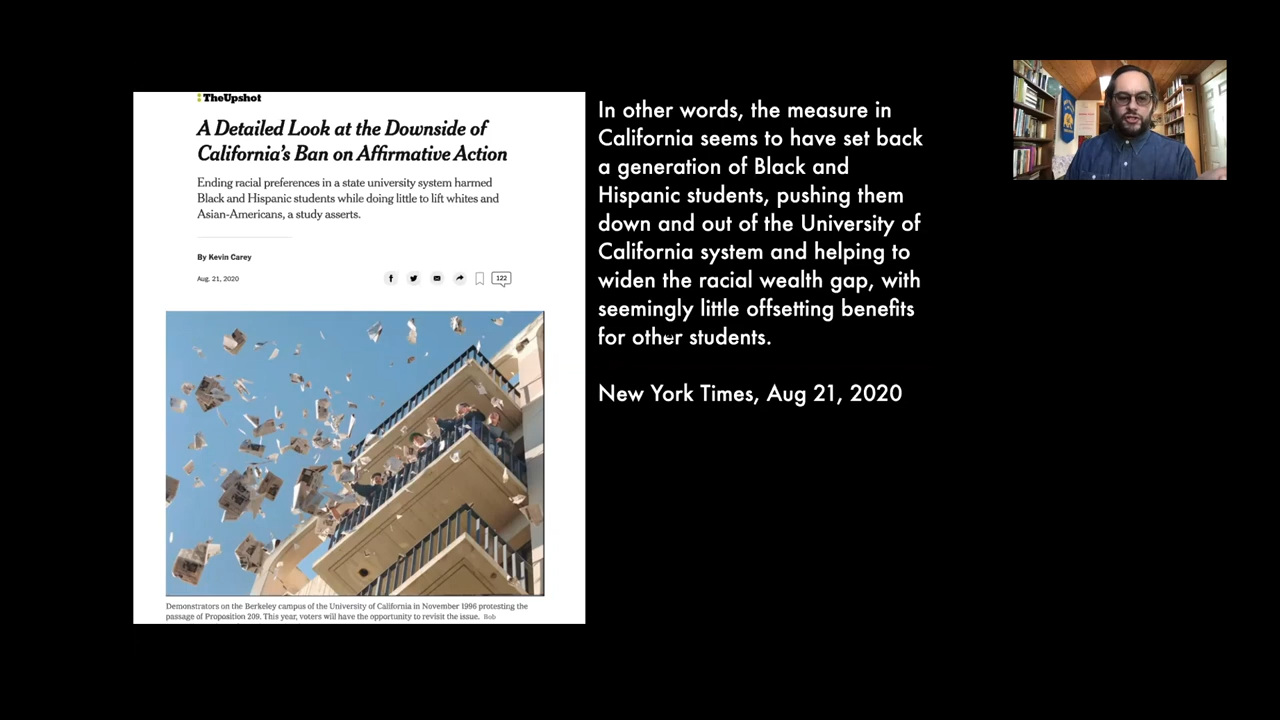 TheUpshot
A Detailed Look at the Downside of
California's Ban on Affirmative Action
Ending racial preferences in a state university system harmed
Black and Hispanic students while doing little to lift whites and
Asian-Americans, a study asserts.
By Kevin Carey
Aug. 21, 2020
122
Demonstrators on the Berkeley campus of the University of California in November 1996 protesting the
passage of Proposition 209. This year, voters will have the opportunity to revisit the issue. Rob
In other words, the measure in
California seems to have set back
a generation of Black and
Hispanic students, pushing them
down and out of the University of
California system and helping to
widen the racial wealth gap, with
seemingly little offsetting benefits
for other students.
New York Times, Aug 21, 2020